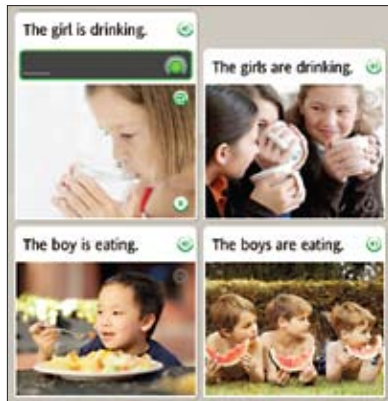 The girl is drinking.
The girls are drinking.
The boy is eating.
The boys are eating.